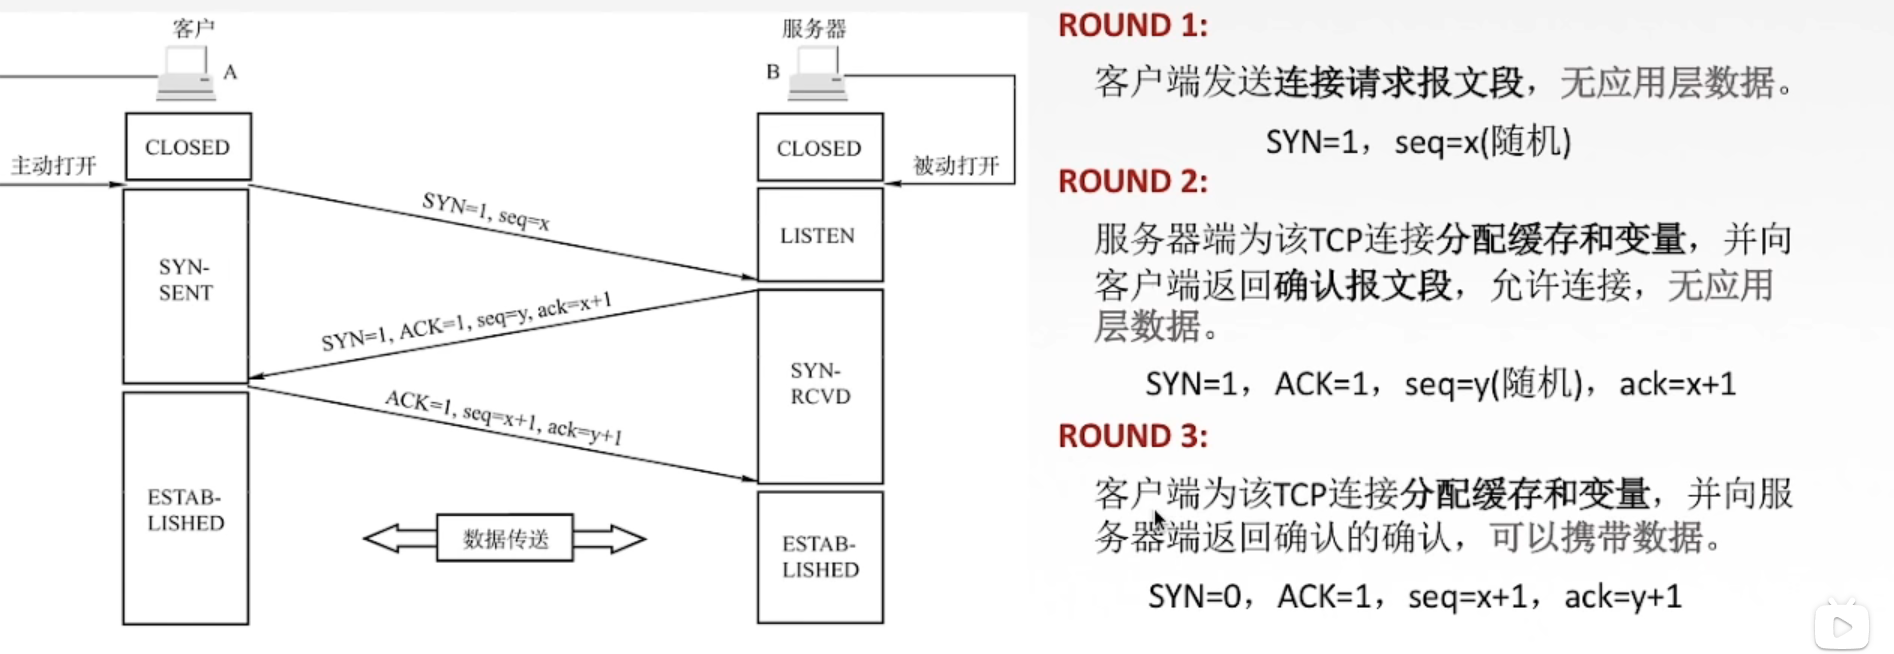 客户
A
服务器
B
CLOSED
CLOSED
主动打开
被动打开
SYN=1, seq=x
LISTEN
SYN-
SENT
SYN=1, ACK=1, seq=y, ack=x+1
SYN-
RCVD
ACK=1, seq=x+1, ack=y+1
ESTAB-
LISHED
数据传送
ESTAB-
LISHED
ROUND 1:
客户端发送连接请求报文段，无应用层数据。
SYN=1，seq=x(随机)
ROUND 2:
服务器端为该TCP连接分配缓存和变量，并向
客户端返回确认报文段，允许连接，无应用
层数据。
SYN=1，ACK=1，seq=y(随机)，ack=x+1
ROUND 3:
客户端为该TCP连接分配缓存和变量，并向服
务器端返回确认的确认，可以携带数据。
SYN=0，ACK=1，seq=x+1，ack=y+1